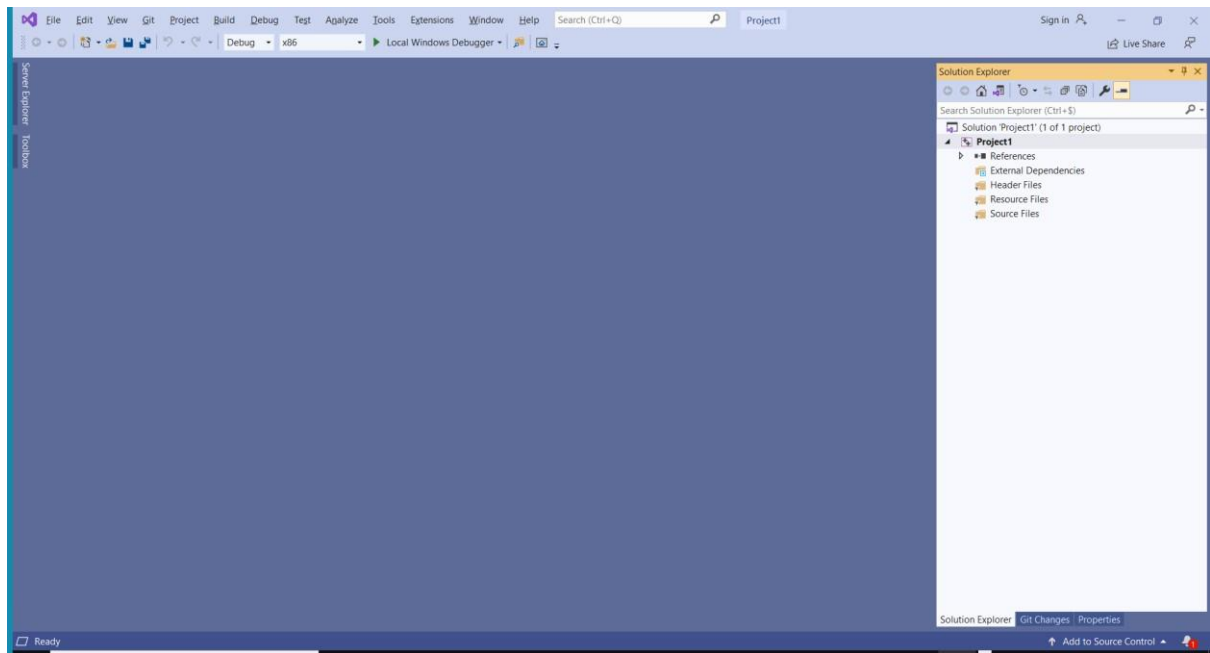 File Edit View Git Project Build Debug Test Analyze Tools Extensions Window Help Search (Ctrl+Q) Project1 Sign in
Debug x86 Local Windows Debugger Live Share
Server Explorer
Toolbox
Solution Explorer
Search Solution Explorer (Ctrl+$)
Solution 'Project1' (1 of 1 project)
Project1
References
External Dependencies
Header Files
Resource Files
Source Files
Solution Explorer Git Changes Properties
Ready Add to Source Control 1